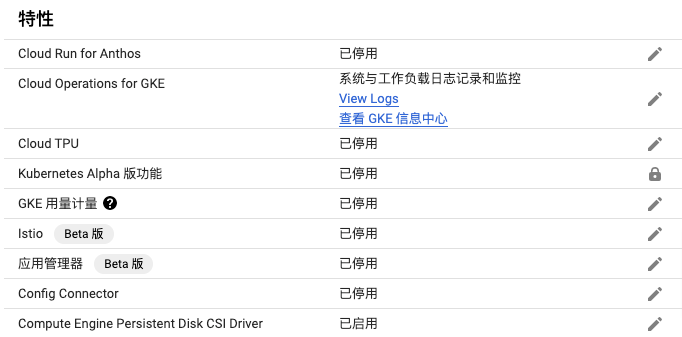 特性
Cloud Run for Anthos 已停用
Cloud Operations for GKE 系统与工作负载日志记录和监控
View Logs
查看 GKE 信息中心
Cloud TPU 已停用
Kubernetes Alpha 版功能 已停用
GKE 用量计量 ? 已停用
Istio Beta 版 已停用
应用管理器 Beta 版 已停用
Config Connector 已停用
Compute Engine Persistent Disk CSI Driver 已启用